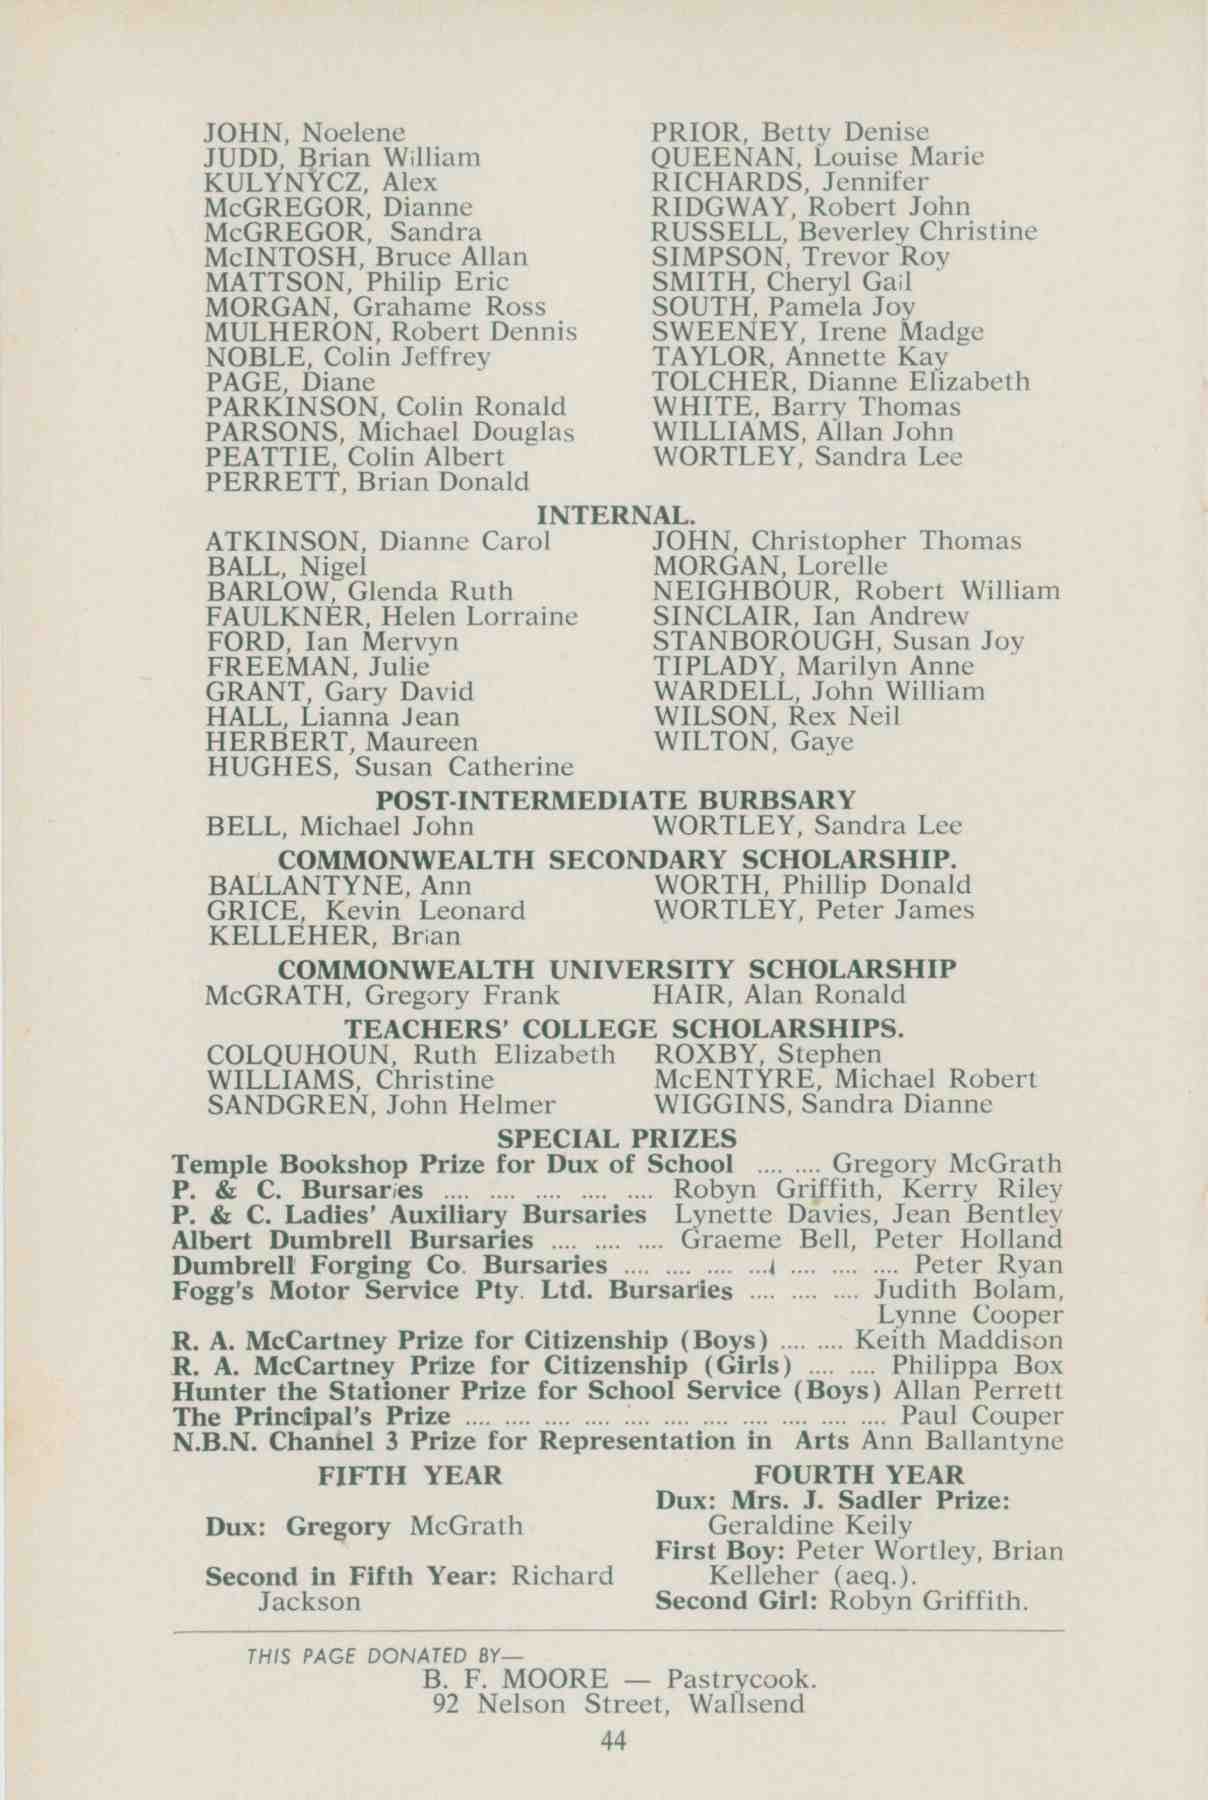 JOHN, Noelene
JUDD, Brian William
KULYNYCZ, Alex
McGREGOR, Dianne
McGREGOR, Sandra
McINTOSH, Bruce Allan
MATTSON, Philip Eric
MORGAN, Grahame Ross
MULHERON, Robert Dennis
NOBLE, Colin Jeffrey
PAGE, Diane
PARKINSON, Colin Ronald
PARSONS, Michael Douglas
PEATTIE, Colin Albert
PERRETT, Brian Donald
PRIOR, Betty Denise
QUEENAN, Louise Marie
RICHARDS, Jennifer
RIDGWAY, Robert John
RUSSELL, Beverley Christine
SIMPSON, Trevor Roy
SMITH, Cheryl Gail
SOUTH, Pamela Joy
SWEENEY, Irene Madge
TAYLOR, Annette Kay
TOLCHER, Dianne Elizabeth
WHITE, Barry Thomas
WILLIAMS, Allan John
WORTLEY, Sandra Lee
INTERNAL.
ATKINSON, Dianne Carol
BALL, Nigel
BARLOW, Glenda Ruth
FAULKNER, Helen Lorraine
FORD, Ian Mervyn
FREEMAN, Julie
GRANT, Gary David
HALL, Lianna Jean
HERBERT, Maureen
HUGHES, Susan Catherine
JOHN, Christopher Thomas
MORGAN, Lorelle
NEIGHBOUR, Robert William
SINCLAIR, Ian Andrew
STANBOROUGH, Susan Joy
TIPLADY, Marilyn Anne
WARDELL, John William
WILSON, Rex Neil
WILTON, Gaye
POST-INTERMEDIATE BURBSARY
BELL, Michael John
WORTLEY, Sandra Lee
COMMONWEALTH SECONDARY SCHOLARSHIP.
BALLANTYNE, Ann
GRICE, Kevin Leonard
KELLEHER, Brian
WORTH, Phillip Donald
WORTLEY, Peter James
COMMONWEALTH UNIVERSITY SCHOLARSHIP
McGRATH, Gregory Frank
HAIR, Alan Ronald
TEACHERS' COLLEGE SCHOLARSHIPS.
COLQUHOUN, Ruth Elizabeth
WILLIAMS, Christine
SANDGREN, John Helmer
ROXBY, Stephen
McENTYRE, Michael Robert
WIGGINS, Sandra Dianne
SPECIAL PRIZES
Temple Bookshop Prize for Dux of School .... .... Gregory McGrath
P. & C. Bursaries .... .... .... .... .... Robyn Griffith, Kerry Riley
P. & C. Ladies' Auxiliary Bursaries Lynette Davies, Jean Bentley
Albert Dumbrell Bursaries .... .... .... Graeme Bell, Peter Holland
Dumbrell Forging Co. Bursaries .... .... .... .... .... .... .... Peter Ryan
Fogg's Motor Service Pty. Ltd. Bursaries .... .... .... Judith Bolam,
Lynne Cooper
R. A. McCartney Prize for Citizenship (Boys) .... .... Keith Maddison
R. A. McCartney Prize for Citizenship (Girls) .... .... Philippa Box
Hunter the Stationer Prize for School Service (Boys) Allan Perrett
The Principal's Prize .... .... .... .... .... .... .... .... .... .... .... Paul Couper
N.B.N. Channel 3 Prize for Representation in Arts Ann Ballantyne
FIFTH YEAR
Dux: Gregory McGrath
Second in Fifth Year: Richard
Jackson
FOURTH YEAR
Dux: Mrs. J. Sadler Prize:
Geraldine Keily
First Boy: Peter Wortley, Brian
Kelleher (aeq.).
Second Girl: Robyn Griffith.
THIS PAGE DONATED BY—
B. F. MOORE — Pastrycook.
92 Nelson Street, Wallsend
44